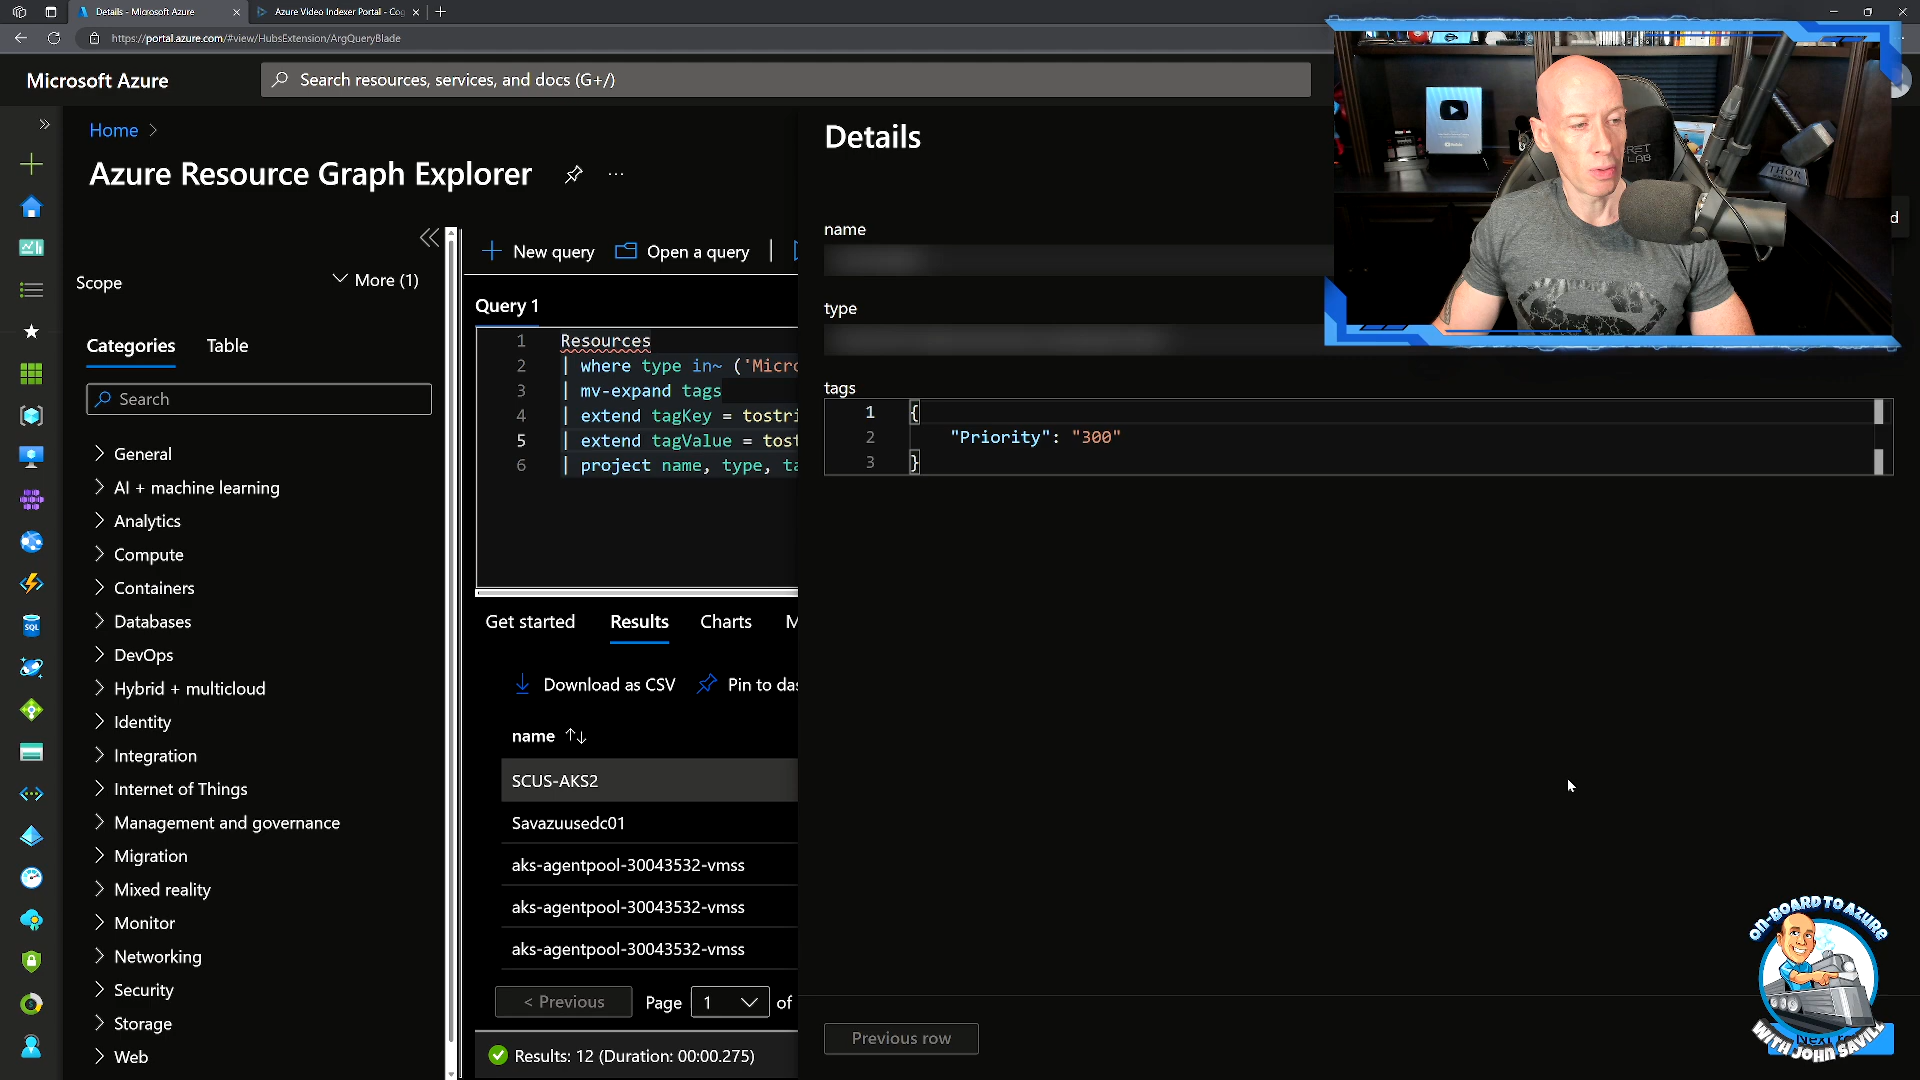 Details - Microsoft Azure
Azure Video Indexer Portal - Cog
https://portal.azure.com/#view/HubsExtension/ArgQueryBlade
Microsoft Azure
Search resources, services, and docs (G+/)
Home
Azure Resource Graph Explorer
Scope
More (1)
Categories
Table
Search
General
AI + machine learning
Analytics
Compute
Containers
Databases
DevOps
Hybrid + multicloud
Identity
Integration
Internet of Things
Management and governance
Migration
Mixed reality
Monitor
Networking
Security
Storage
Web
New query
Open a query
Query 1
1 Resources
2 | where type in~ ('Micro
3 | mv-expand tags
4 | extend tagKey = tostri
5 | extend tagValue = tost
6 | project name, type, ta
Get started
Results
Charts
M
Download as CSV
Pin to das
name
SCUS-AKS2
Savazuusedc01
aks-agentpool-30043532-vmss
aks-agentpool-30043532-vmss
aks-agentpool-30043532-vmss
< Previous
Page 1 of
Results: 12 (Duration: 00:00.275)
Details
name
type
tags
1 {
2 "Priority": "300"
3 }
Previous row
SQL
THOR
d
ON-BOARD TO AZURE
WITH JOHN SAVILL